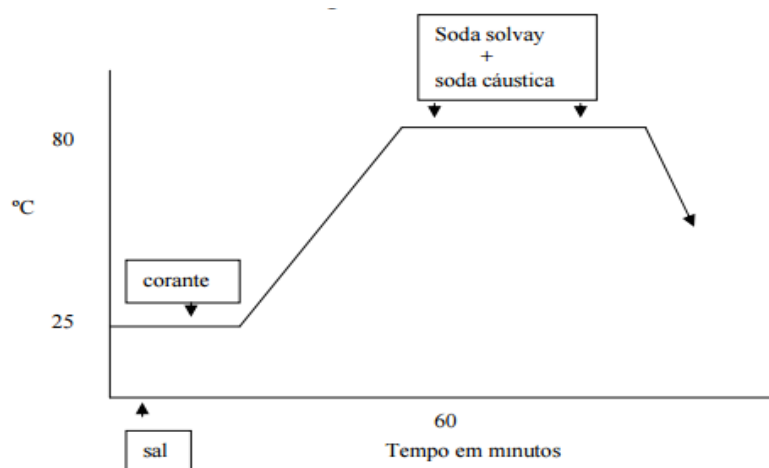 Soda solvay
+
soda cáustica
80
ºC
corante
25
60
sal
Tempo em minutos